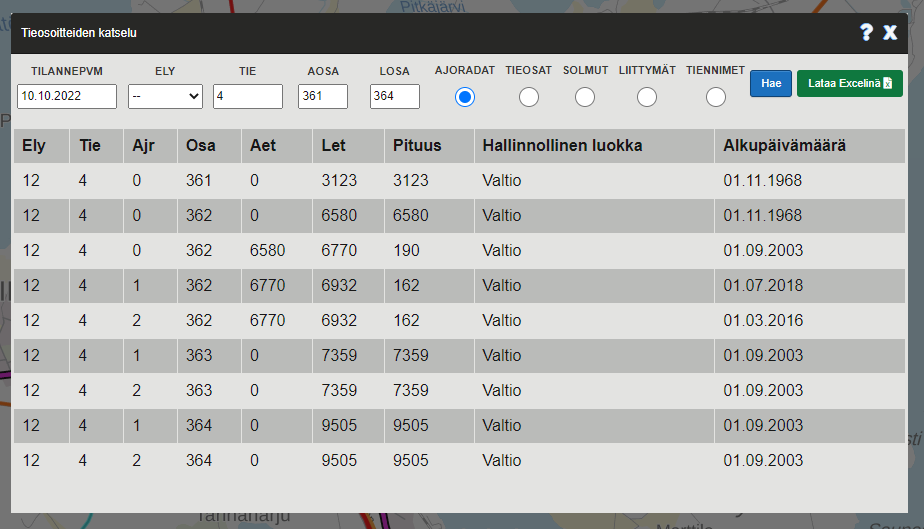 Pitkäjärvi
Tieosoitteiden katselu ? X
TILANNEPVM ELY TIE AOSA LOSA AJORADAT TIEOSAT SOLMUT LIITTYMÄT TIENNIMET
10.10.2022 -- 4 361 364 Hae Lataa Excelinä
Ely Tie Ajr Osa Aet Let Pituus Hallinnollinen luokka Alkupäivämäärä
12 4 0 361 0 3123 3123 Valtio 01.11.1968
12 4 0 362 0 6580 6580 Valtio 01.11.1968
12 4 0 362 6580 6770 190 Valtio 01.09.2003
12 4 1 362 6770 6932 162 Valtio 01.07.2018
12 4 2 362 6770 6932 162 Valtio 01.03.2016
12 4 1 363 0 7359 7359 Valtio 01.09.2003
12 4 2 363 0 7359 7359 Valtio 01.09.2003
12 4 1 364 0 9505 9505 Valtio 01.09.2003
12 4 2 364 0 9505 9505 Valtio 01.09.2003